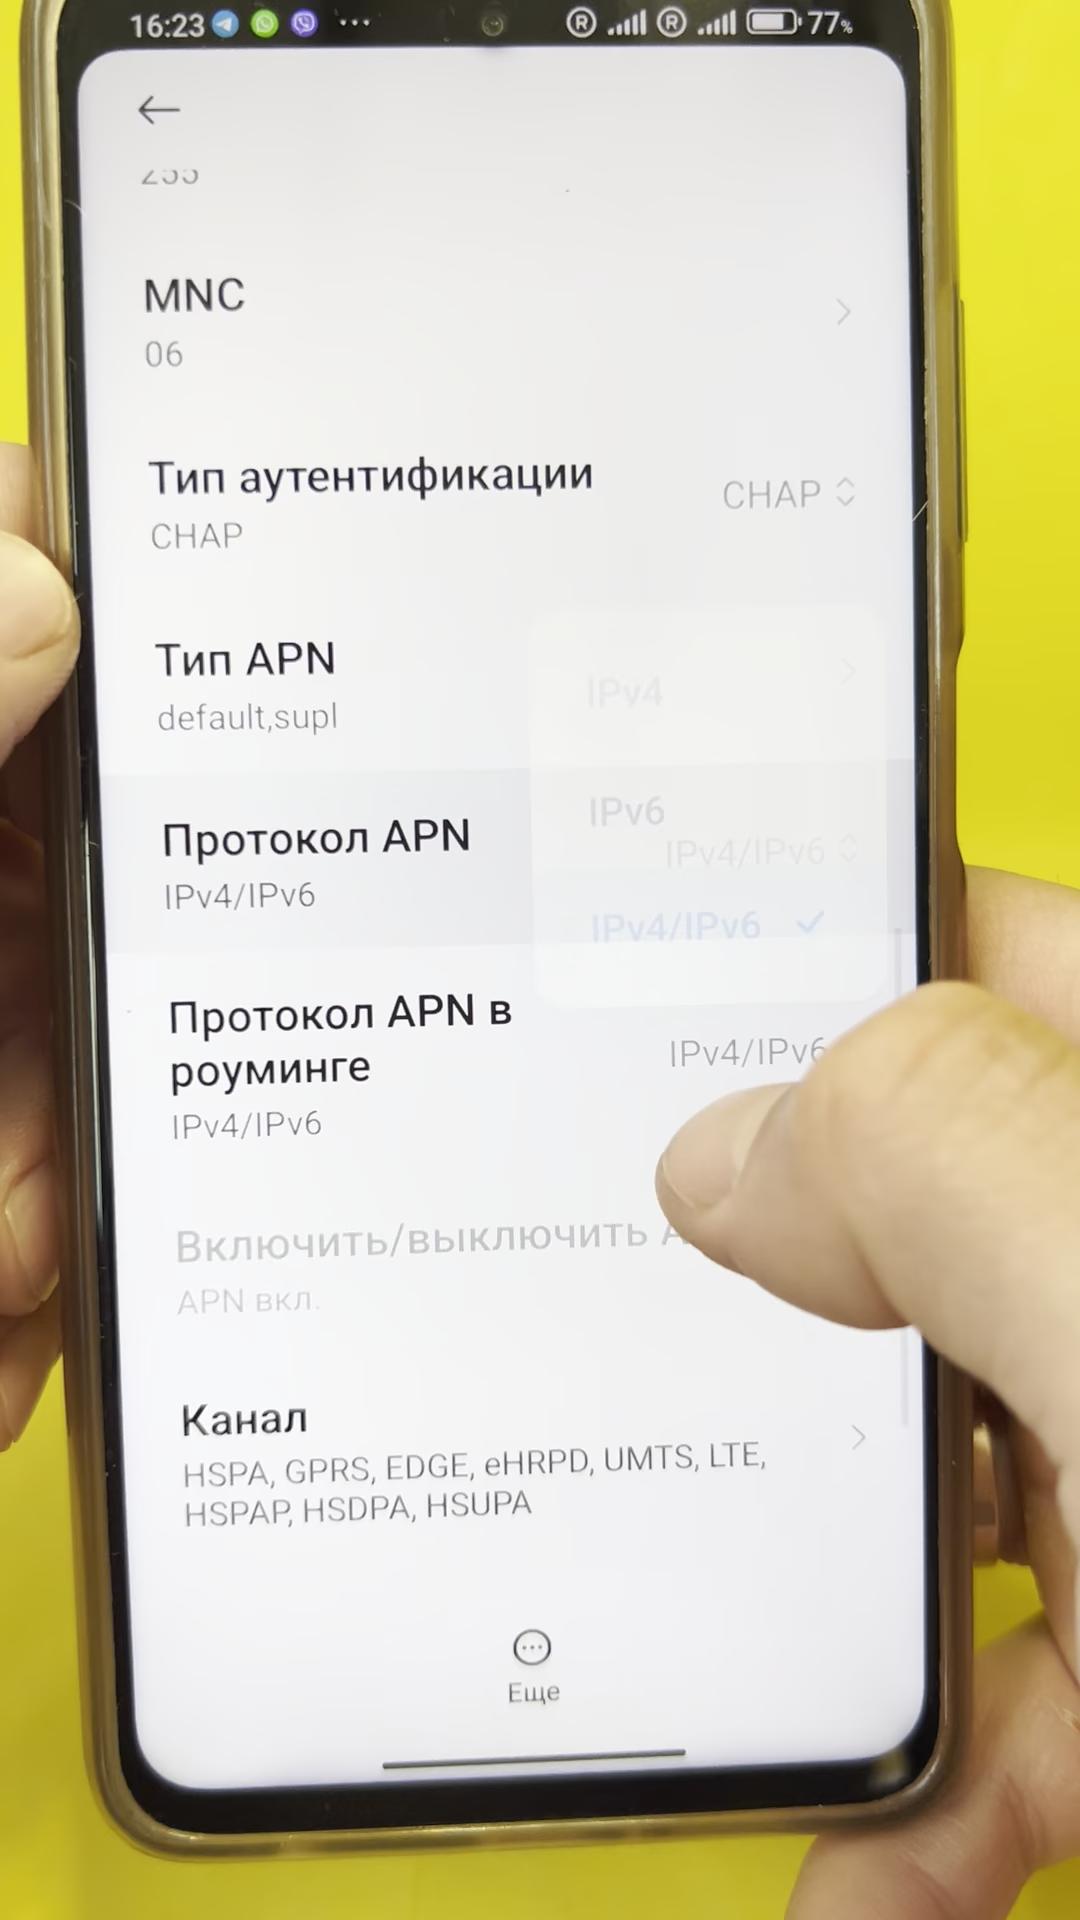 16:23 ... R R 77%
MNC
06
Тип аутентификации
CHAP
CHAP
Тип APN
default,supl
IPv4
IPv6
Протокол APN
IPv4/IPv6
IPv4/IPv6
IPv4/IPv6
Протокол APN в
роуминге
IPv4/IPv6
IPv4/IPv6
Включить/выключить
APN вкл.
Канал
HSPA, GPRS, EDGE, eHRPD, UMTS, LTE,
HSPAP, HSDPA, HSUPA
Еще